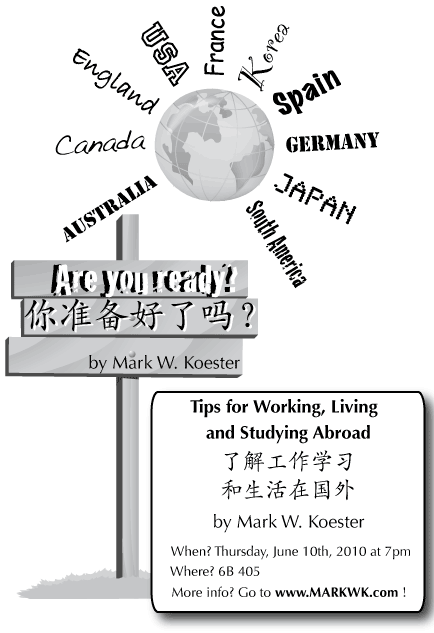 France
USA
Korea
England
Spain
Canada
GERMANY
AUSTRALIA
JAPAN
South America
Are you ready?
你准备好了吗？
by Mark W. Koester
Tips for Working, Living
and Studying Abroad
了解工作学习
和生活在国外
by Mark W. Koester
When? Thursday, June 10th, 2010 at 7pm
Where? 6B 405
More info? Go to www.MARKWK.com !